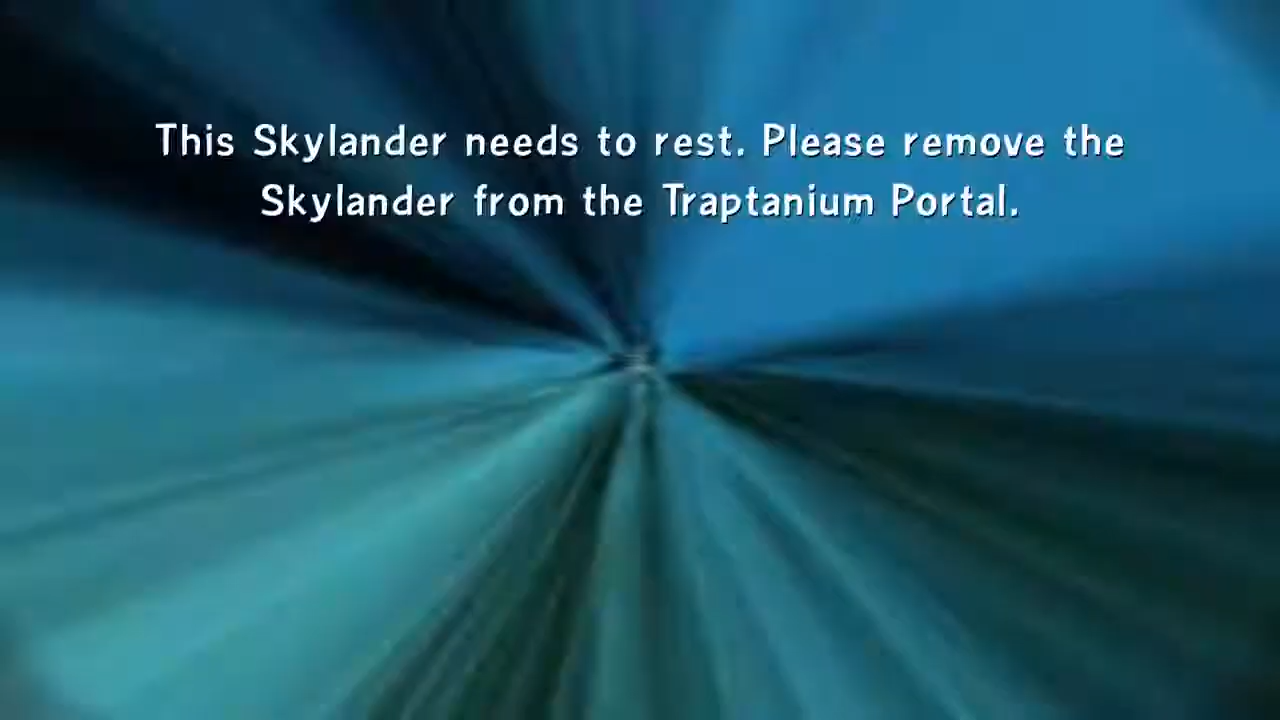 This Skylander needs to rest. Please remove the
Skylander from the Traptanium Portal.